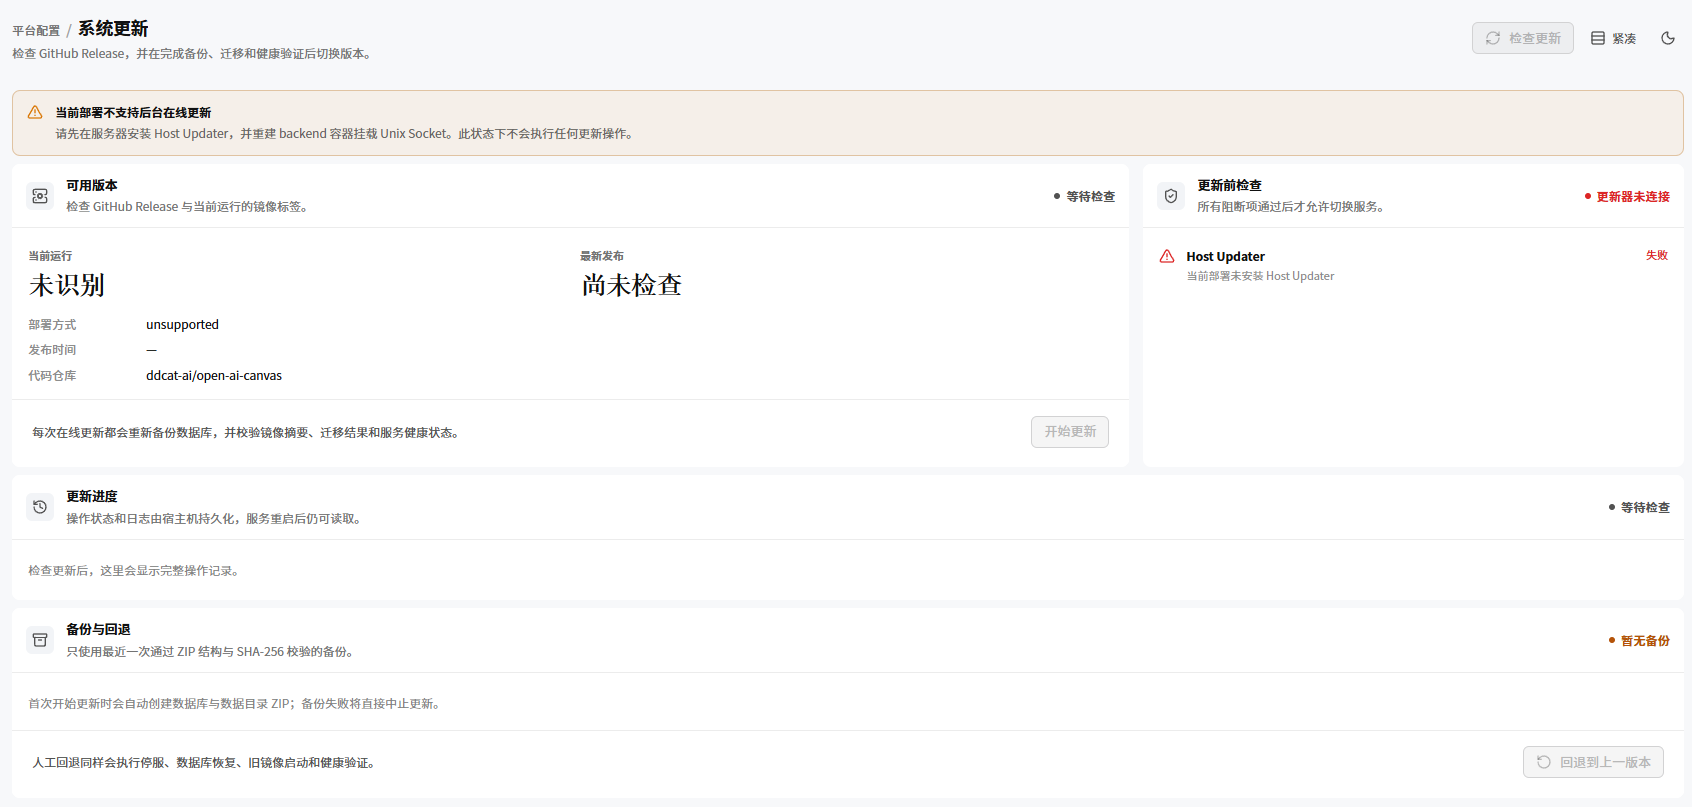 平台配置 / 系统更新
检查 GitHub Release，并在完成备份、迁移和健康验证后切换版本。
检查更新
紧凑
当前部署不支持后台在线更新
请先在服务器安装 Host Updater，并重建 backend 容器挂载 Unix Socket。此状态下不会执行任何更新操作。
可用版本
检查 GitHub Release 与当前运行的镜像标签。
等待检查
当前运行
未识别
最新发布
尚未检查
部署方式 unsupported
发布时间 —
代码仓库 ddcat-ai/open-ai-canvas
每次在线更新都会重新备份数据库，并校验镜像摘要、迁移结果和服务健康状态。
开始更新
更新前检查
所有阻断项通过后才允许切换服务。
更新器未连接
Host Updater
当前部署未安装 Host Updater
失败
更新进度
操作状态和日志由宿主机持久化，服务重启后仍可读取。
等待检查
检查更新后，这里会显示完整操作记录。
备份与回退
只使用最近一次通过 ZIP 结构与 SHA-256 校验的备份。
暂无备份
首次开始更新时会自动创建数据库与数据目录 ZIP；备份失败将直接中止更新。
人工回退同样会执行停服、数据库恢复、旧镜像启动和健康验证。
回退到上一版本